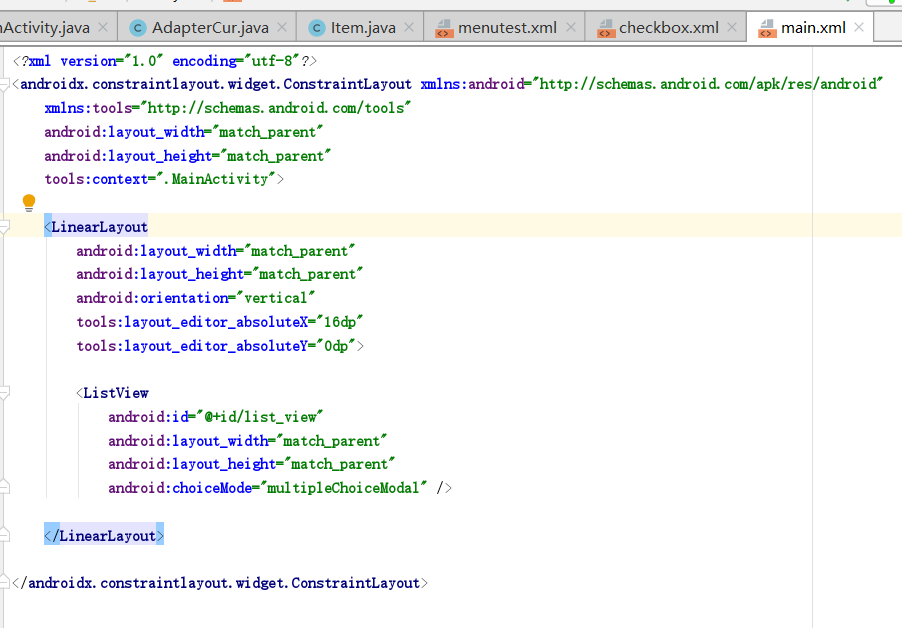 nActivity.java × AdapterCur.java × Item.java × menutest.xml × checkbox.xml × main.xml ×
<?xml version="1.0" encoding="utf-8"?>
<androidx.constraintlayout.widget.ConstraintLayout xmlns:android="http://schemas.android.com/apk/res/android"
    xmlns:tools="http://schemas.android.com/tools"
    android:layout_width="match_parent"
    android:layout_height="match_parent"
    tools:context=".MainActivity">
    <LinearLayout
        android:layout_width="match_parent"
        android:layout_height="match_parent"
        android:orientation="vertical"
        tools:layout_editor_absoluteX="16dp"
        tools:layout_editor_absoluteY="0dp">
        <ListView
            android:id="@+id/list_view"
            android:layout_width="match_parent"
            android:layout_height="match_parent"
            android:choiceMode="multipleChoiceModal" />
    </LinearLayout>
</androidx.constraintlayout.widget.ConstraintLayout>